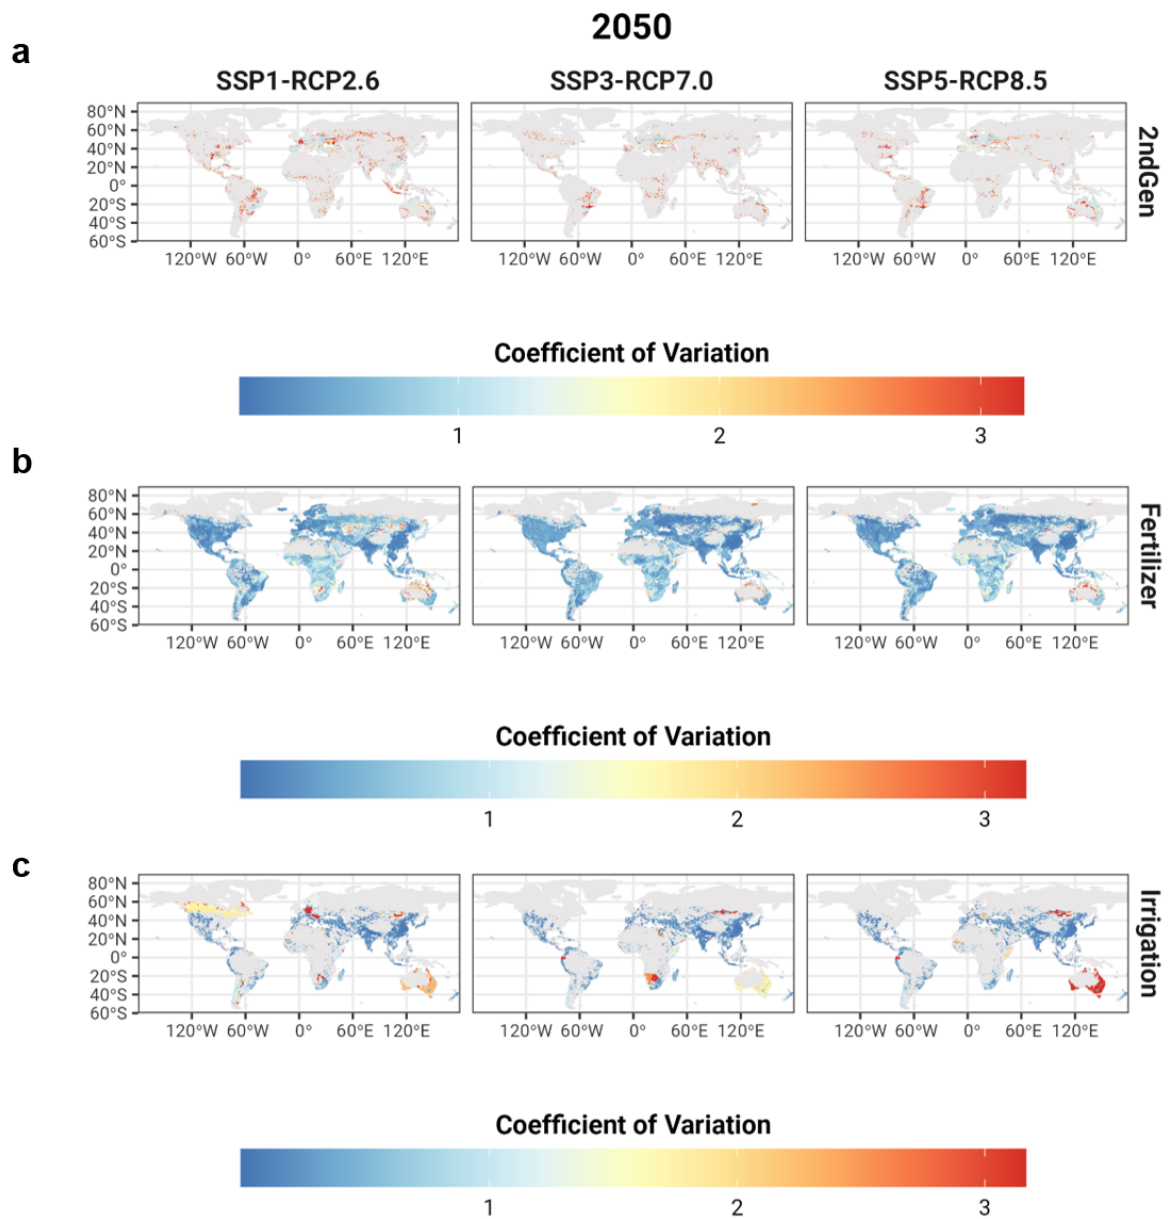 2050
a
SSP1-RCP2.6 SSP3-RCP7.0 SSP5-RCP8.5
80°N
60°N
40°N
20°N
0°
20°S
40°S
60°S
2ndGen
120°W 60°W 0° 60°E 120°E 120°W 60°W 0° 60°E 120°E 120°W 60°W 0° 60°E 120°E
Coefficient of Variation
1 2 3
b
80°N
60°N
40°N
20°N
0°
20°S
40°S
60°S
Fertilizer
120°W 60°W 0° 60°E 120°E 120°W 60°W 0° 60°E 120°E 120°W 60°W 0° 60°E 120°E
Coefficient of Variation
1 2 3
c
80°N
60°N
40°N
20°N
0°
20°S
40°S
60°S
Irrigation
120°W 60°W 0° 60°E 120°E 120°W 60°W 0° 60°E 120°E 120°W 60°W 0° 60°E 120°E
Coefficient of Variation
1 2 3